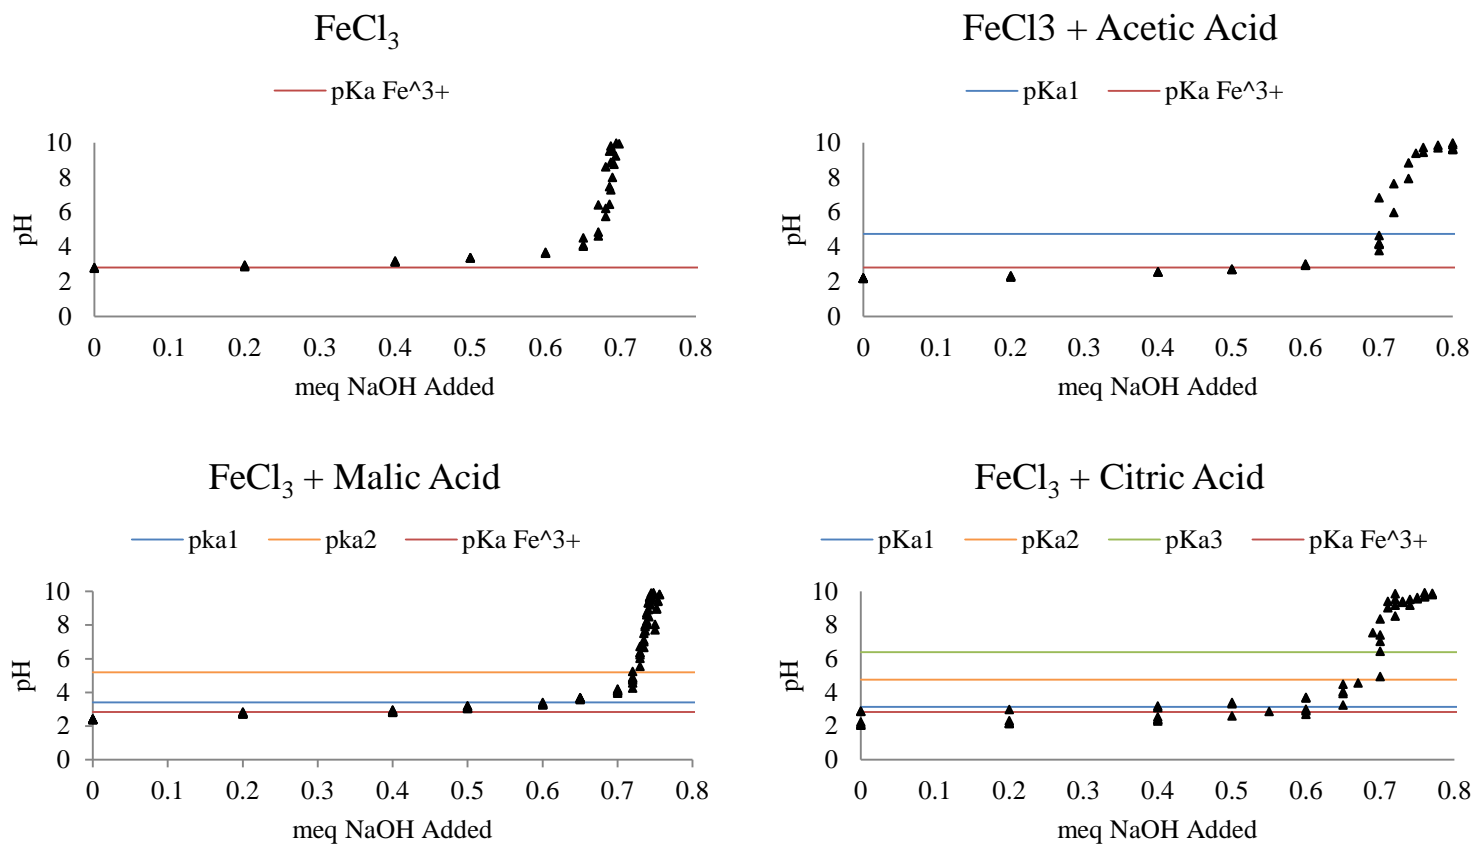 FeCl₃
pKa Fe^3+
10
8
6
4
2
0
pH
0 0.1 0.2 0.3 0.4 0.5 0.6 0.7 0.8
meq NaOH Added
FeCl3 + Acetic Acid
pKa1 pKa Fe^3+
10
8
6
4
2
0
pH
0 0.1 0.2 0.3 0.4 0.5 0.6 0.7 0.8
meq NaOH Added
FeCl₃ + Malic Acid
pka1 pka2 pKa Fe^3+
10
8
6
4
2
0
pH
0 0.1 0.2 0.3 0.4 0.5 0.6 0.7 0.8
meq NaOH Added
FeCl₃ + Citric Acid
pKa1 pKa2 pKa3 pKa Fe^3+
10
8
6
4
2
0
pH
0 0.1 0.2 0.3 0.4 0.5 0.6 0.7 0.8
meq NaOH Added